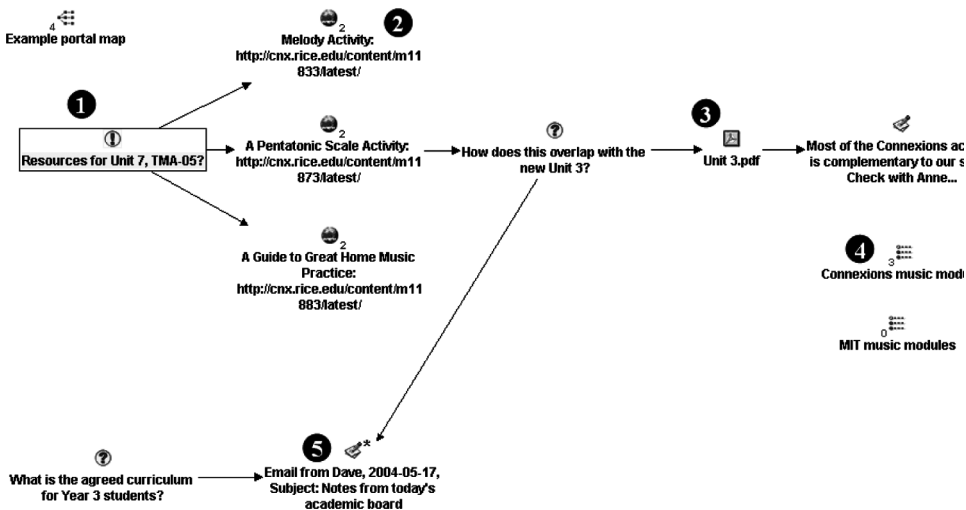 4
Example portal map
2
2
Melody Activity:
http://cnx.rice.edu/content/m11
833/latest/
1
Resources for Unit 7, TMA-05?
2
A Pentatonic Scale Activity:
http://cnx.rice.edu/content/m11
873/latest/
?
How does this overlap with the
new Unit 3?
3
Unit 3.pdf
Most of the Connexions ac
is complementary to our s
Check with Anne...
2
A Guide to Great Home Music
Practice:
http://cnx.rice.edu/content/m11
883/latest/
4
3
Connexions music modu
0
MIT music modules
?
What is the agreed curriculum
for Year 3 students?
5
*
Email from Dave, 2004-05-17,
Subject: Notes from today's
academic board